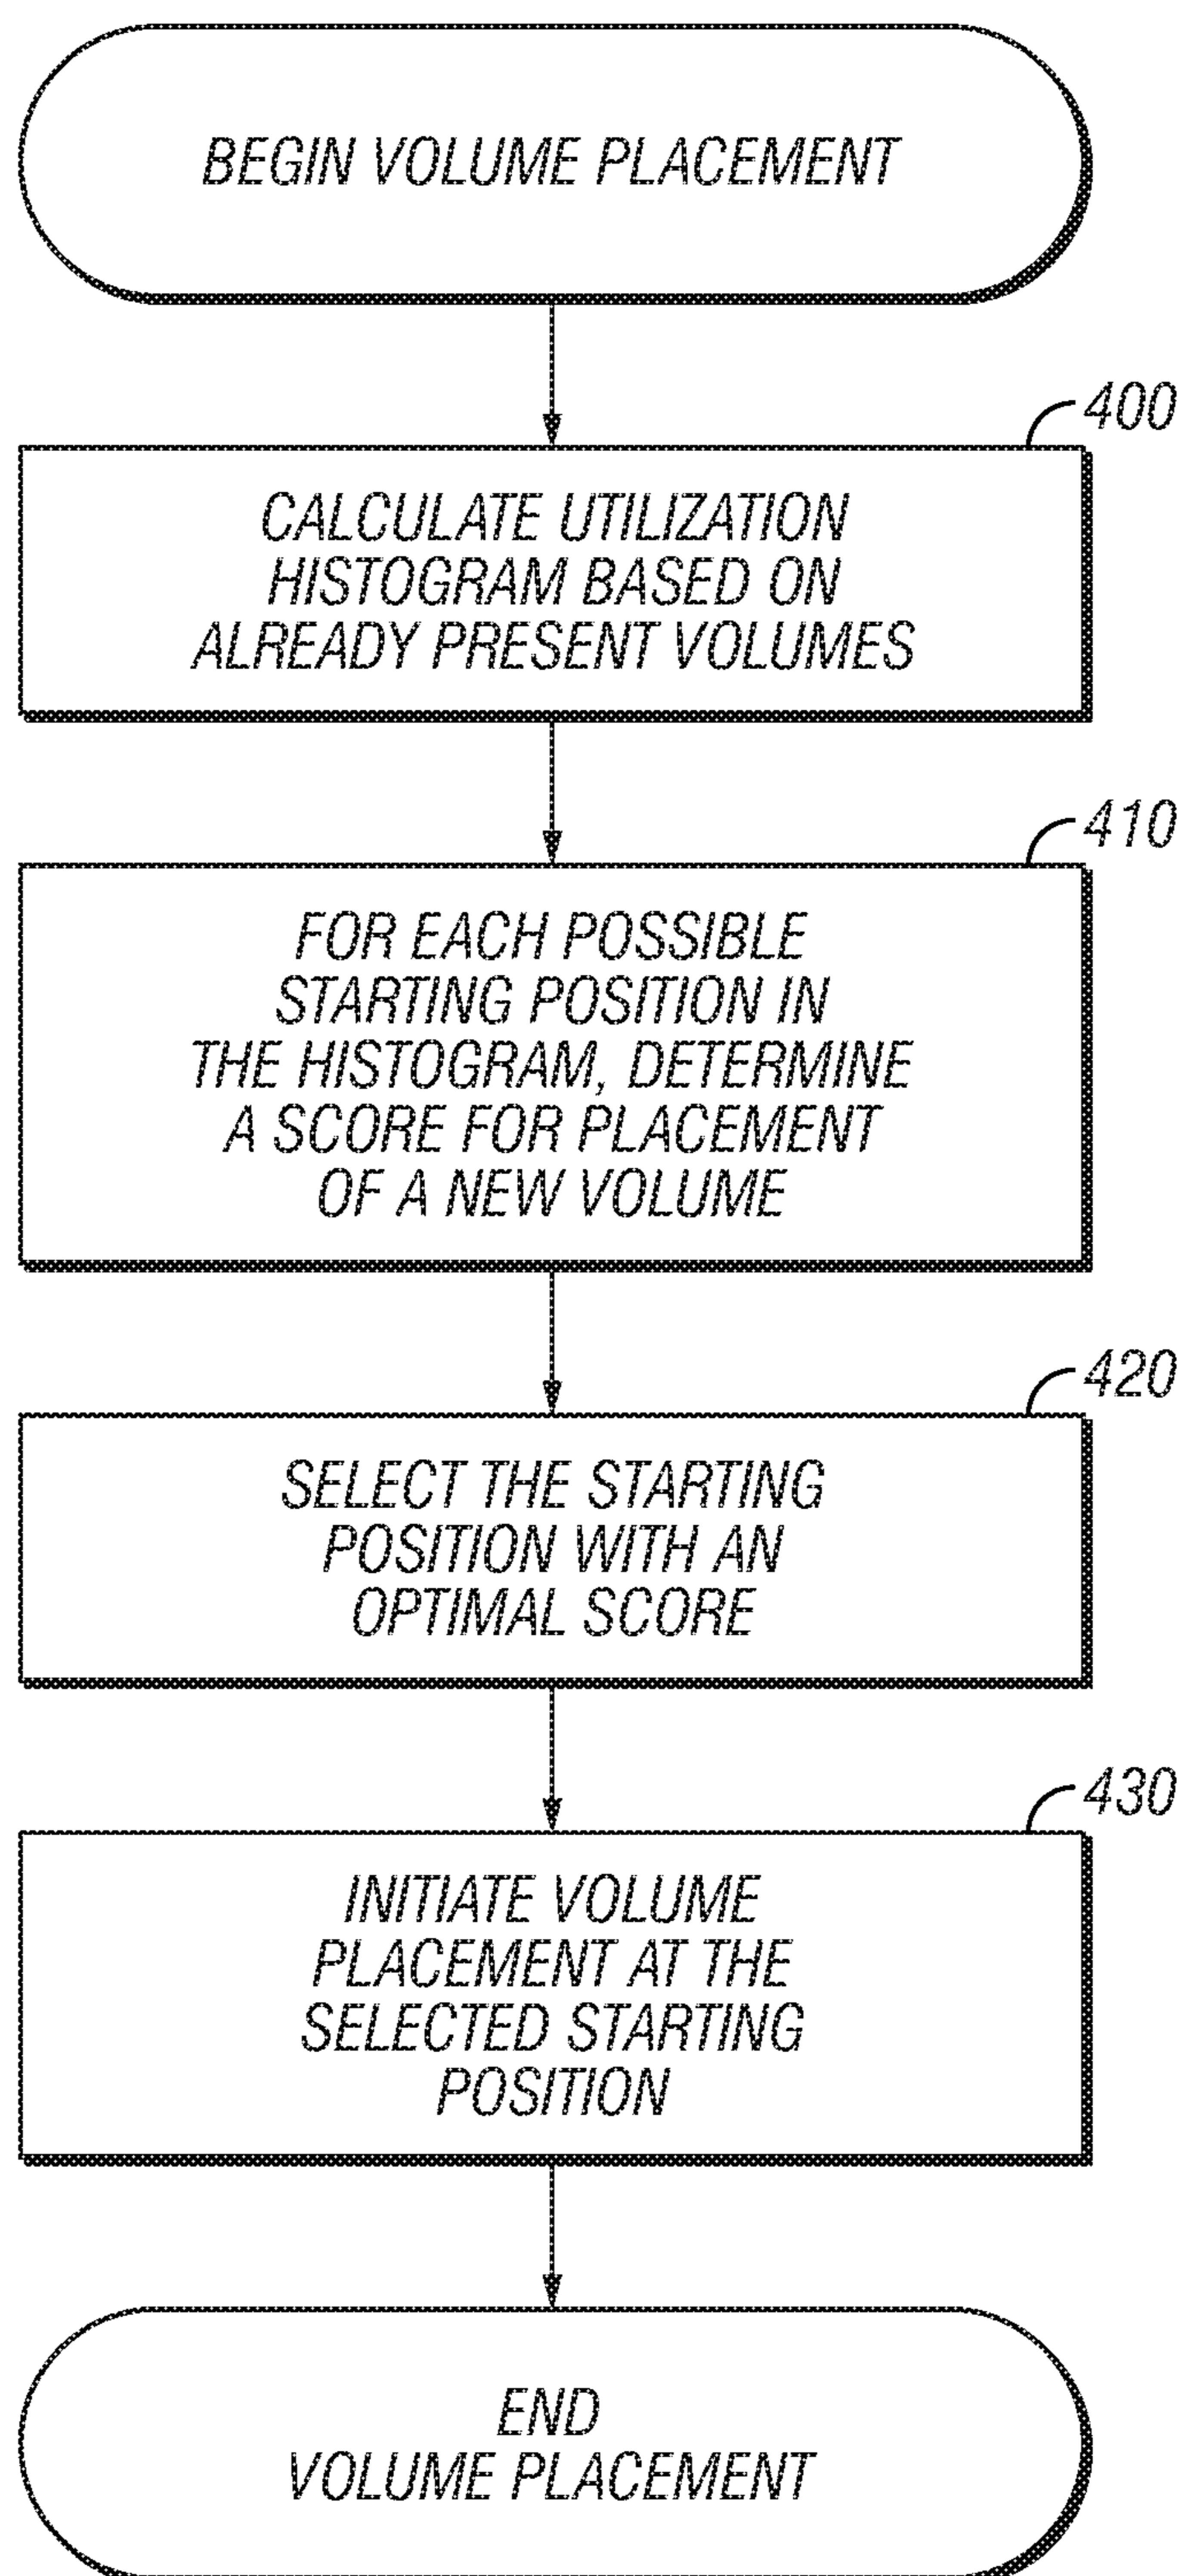 BEGIN VOLUME PLACEMENT
400
CALCULATE UTILIZATION
HISTOGRAM BASED ON
ALREADY PRESENT VOLUMES
410
FOR EACH POSSIBLE
STARTING POSITION IN
THE HISTOGRAM, DETERMINE
A SCORE FOR PLACEMENT
OF A NEW VOLUME
420
SELECT THE STARTING
POSITION WITH AN
OPTIMAL SCORE
430
INITIATE VOLUME
PLACEMENT AT THE
SELECTED STARTING
POSITION
END
VOLUME PLACEMENT